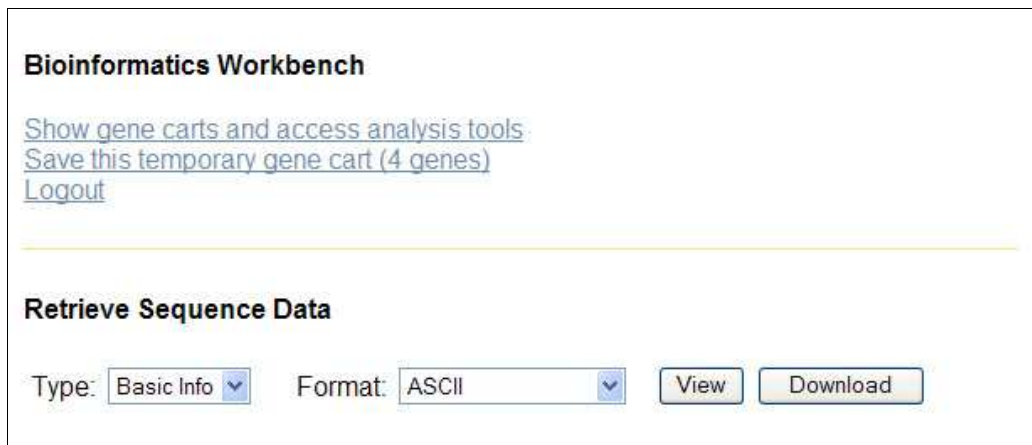 Bioinformatics Workbench
Show gene carts and access analysis tools
Save this temporary gene cart (4 genes)
Logout
Retrieve Sequence Data
Type: Basic Info Format: ASCII View Download